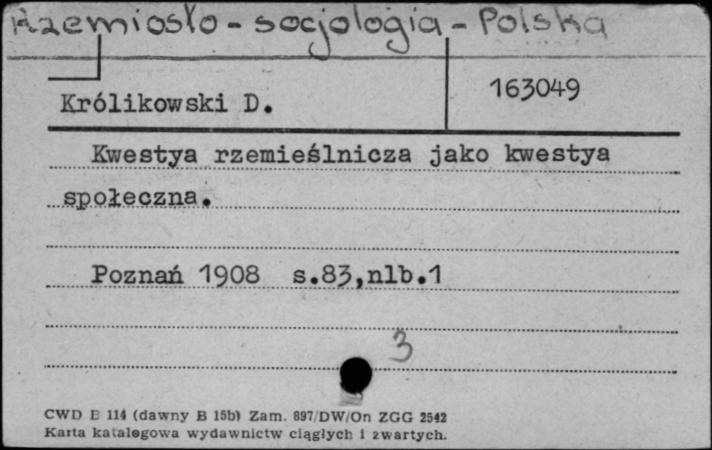 Rzemiosło - socjologia - Polska
163049
Królikowski D.
Kwestya rzemieślnicza jako kwestya
społeczna.
Poznań 1908 s.83,nlb.1
3
CWD B 114 (dawny B 15b) Zam. 897/DW/On ZGG 2542
Karta katalogowa wydawnictw ciągłych i zwartych.